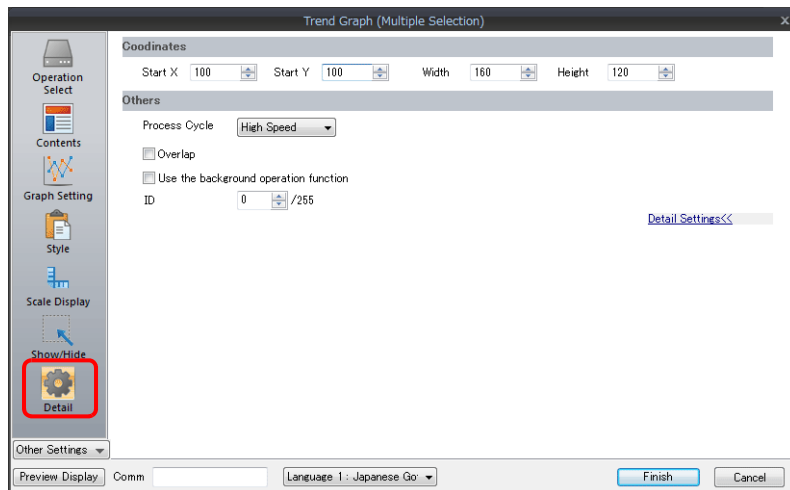 Trend Graph (Multiple Selection)
x
Operation
Select
Contents
Graph Setting
Style
Scale Display
Show/Hide
Detail
Other Settings
Coodinates
Start X 100 Start Y 100 Width 160 Height 120
Others
Process Cycle High Speed
Overlap
Use the background operation function
ID 0 /255
Detail Settings<<
Preview Display Comm Language 1 : Japanese Go Finish Cancel